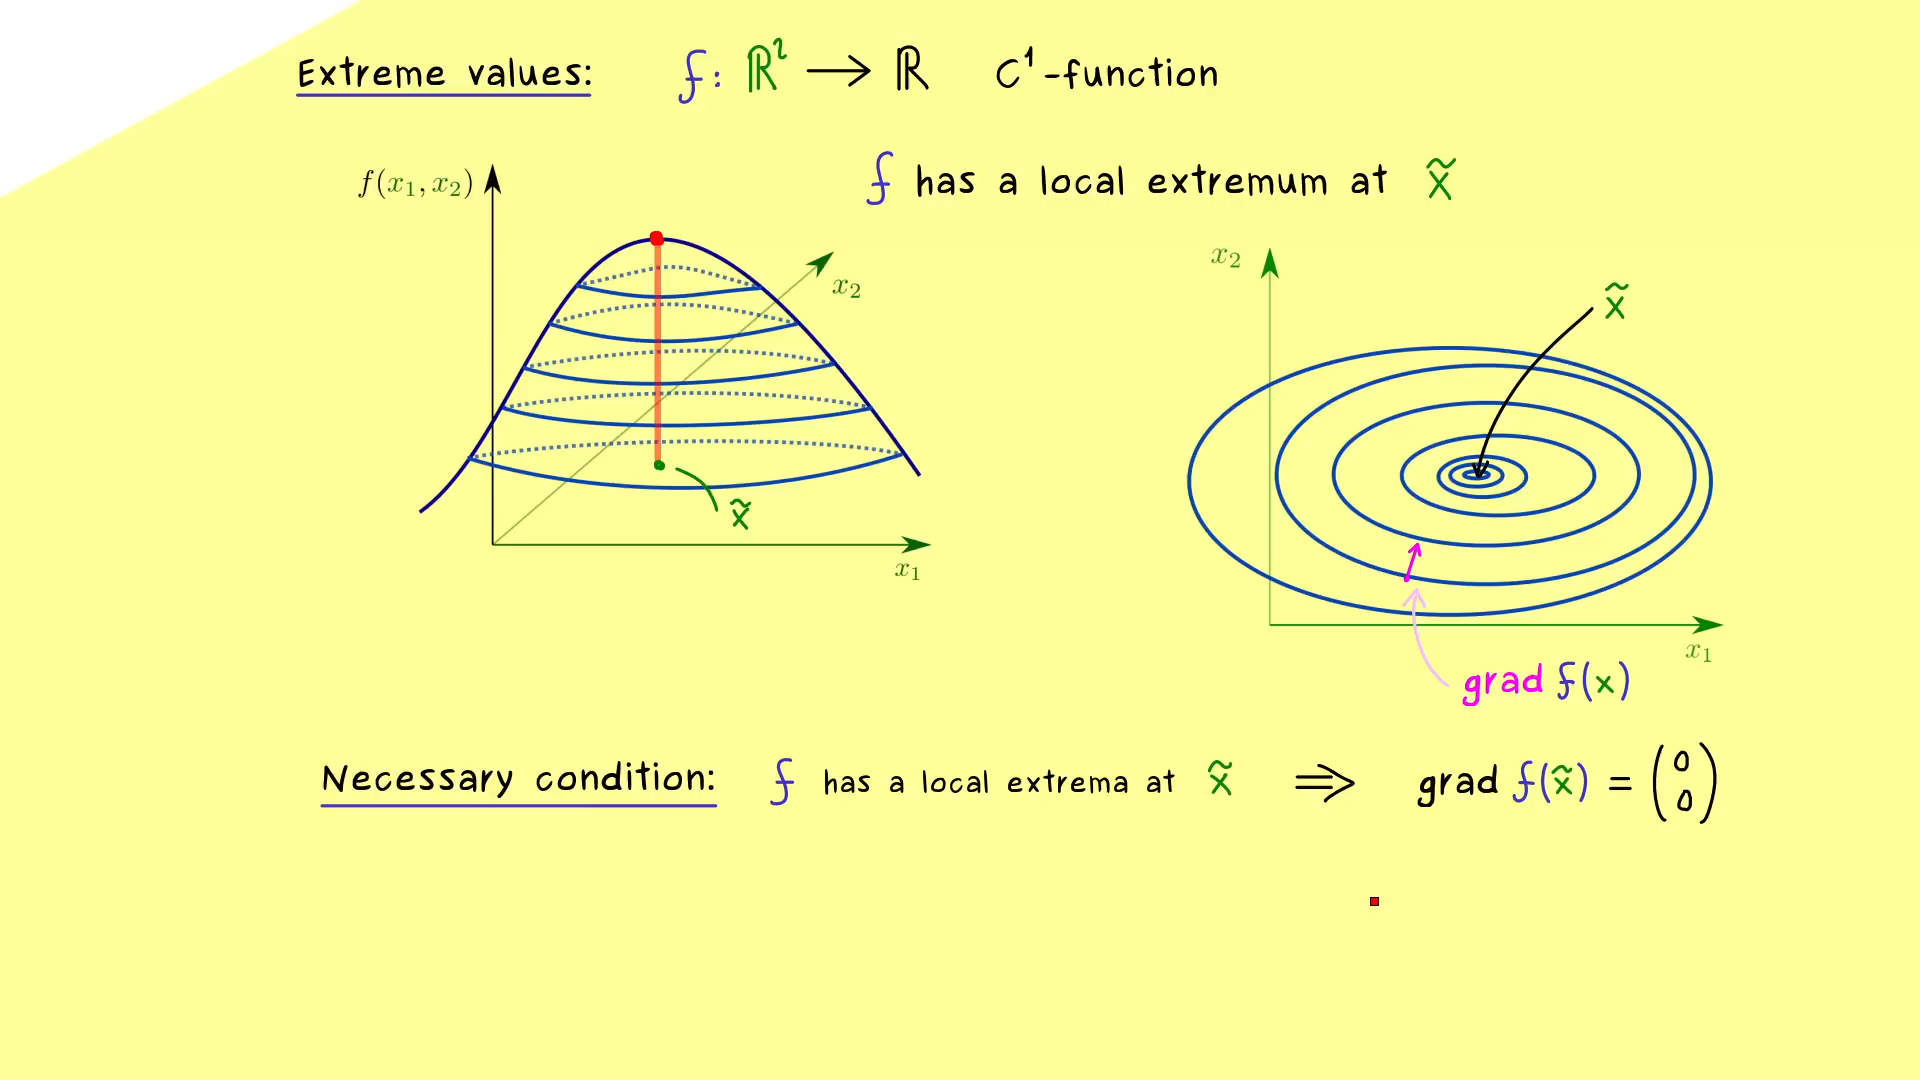 Extreme values: f: ℝ² ⟶ ℝ C¹-function
f has a local extremum at x̃
f(x₁, x₂)
x₂
x̃
x₁
x₂
x̃
x₁
grad f(x)
Necessary condition: f has a local extrema at x̃ ⟹ grad f(x̃) = (0 0)